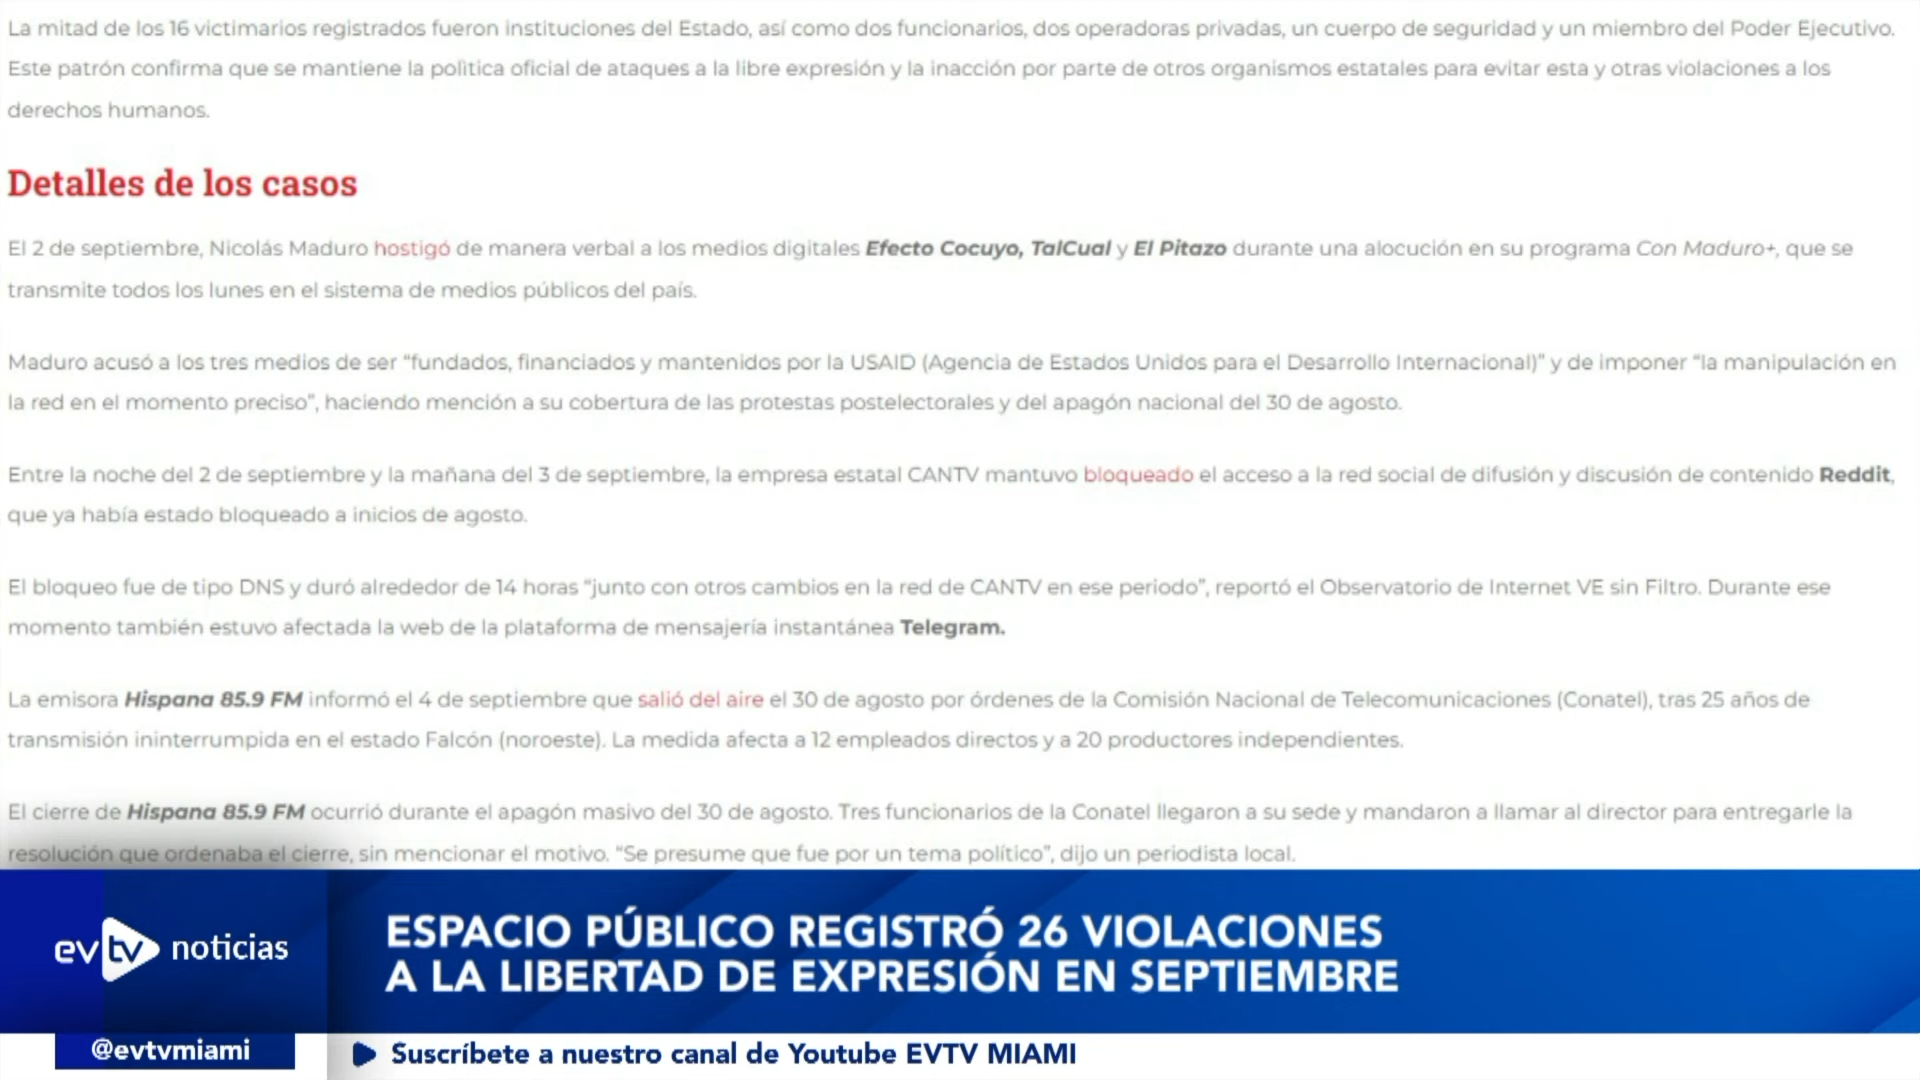 La mitad de los 16 victimarios registrados fueron instituciones del Estado, así como dos funcionarios, dos operadoras privadas, un cuerpo de seguridad y un miembro del Poder Ejecutivo.
Este patrón confirma que se mantiene la política oficial de ataques a la libre expresión y la inacción por parte de otros organismos estatales para evitar esta y otras violaciones a los
derechos humanos.
Detalles de los casos
El 2 de septiembre, Nicolás Maduro hostigó de manera verbal a los medios digitales Efecto Cocuyo, TalCual y El Pitazo durante una alocución en su programa Con Maduro+, que se
transmite todos los lunes en el sistema de medios públicos del país.
Maduro acusó a los tres medios de ser “fundados, financiados y mantenidos por la USAID (Agencia de Estados Unidos para el Desarrollo Internacional)” y de imponer “la manipulación en
la red en el momento preciso”, haciendo mención a su cobertura de las protestas postelectorales y del apagón nacional del 30 de agosto.
Entre la noche del 2 de septiembre y la mañana del 3 de septiembre, la empresa estatal CANTV mantuvo bloqueado el acceso a la red social de difusión y discusión de contenido Reddit,
que ya había estado bloqueado a inicios de agosto.
El bloqueo fue de tipo DNS y duró alrededor de 14 horas “junto con otros cambios en la red de CANTV en ese periodo”, reportó el Observatorio de Internet VE sin Filtro. Durante ese
momento también estuvo afectada la web de la plataforma de mensajería instantánea Telegram.
La emisora Hispana 85.9 FM informó el 4 de septiembre que salió del aire el 30 de agosto por órdenes de la Comisión Nacional de Telecomunicaciones (Conatel), tras 25 años de
transmisión ininterrumpida en el estado Falcón (noroeste). La medida afecta a 12 empleados directos y a 20 productores independientes.
El cierre de Hispana 85.9 FM ocurrió durante el apagón masivo del 30 de agosto. Tres funcionarios de la Conatel llegaron a su sede y mandaron a llamar al director para entregarle la
resolución que ordenaba el cierre, sin mencionar el motivo. “Se presume que fue por un tema político”, dijo un periodista local.
evtv noticias
ESPACIO PÚBLICO REGISTRÓ 26 VIOLACIONES
A LA LIBERTAD DE EXPRESIÓN EN SEPTIEMBRE
@evtvmiami
Suscríbete a nuestro canal de Youtube EVTV MIAMI